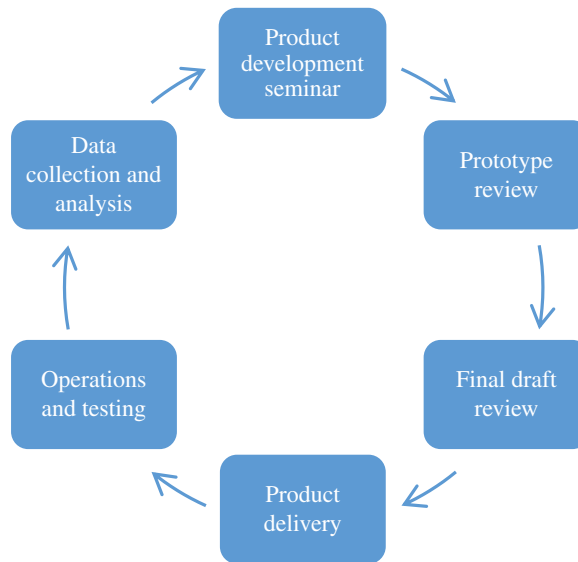 Product
development
seminar
Prototype
review
Final draft
review
Product
delivery
Operations
and testing
Data
collection and
analysis